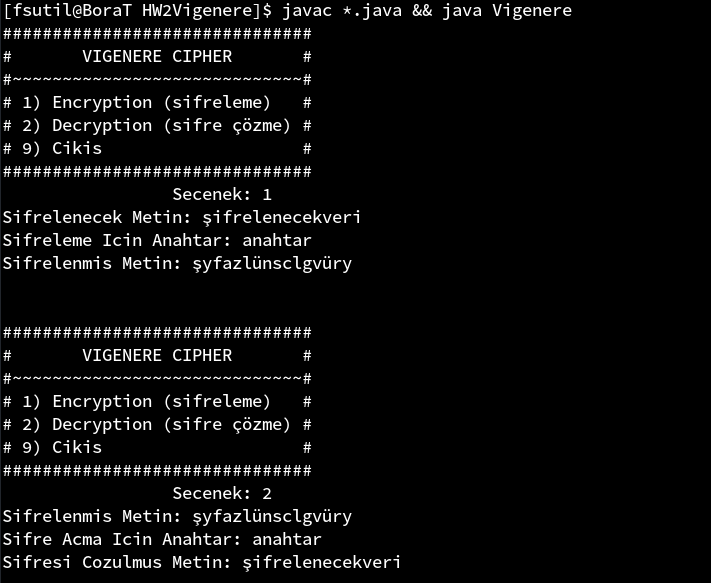 [fsutil@BoraT HW2Vigenere]$ javac *.java && java Vigenere
###############################
#       VIGENERE CIPHER       #
#~~~~~~~~~~~~~~~~~~~~~~~~~~~~~#
# 1) Encryption (sifreleme)   #
# 2) Decryption (sifre çözme) #
# 9) Cikis                    #
###############################
                 Secenek: 1
Sifrelenecek Metin: şifrelenecekveri
Sifreleme Icin Anahtar: anahtar
Sifrelenmis Metin: şyfazlünsclgvüry
###############################
#       VIGENERE CIPHER       #
#~~~~~~~~~~~~~~~~~~~~~~~~~~~~~#
# 1) Encryption (sifreleme)   #
# 2) Decryption (sifre çözme) #
# 9) Cikis                    #
###############################
                 Secenek: 2
Sifrelenmis Metin: şyfazlünsclgvüry
Sifre Acma Icin Anahtar: anahtar
Sifresi Cozulmus Metin: şifrelenecekveri